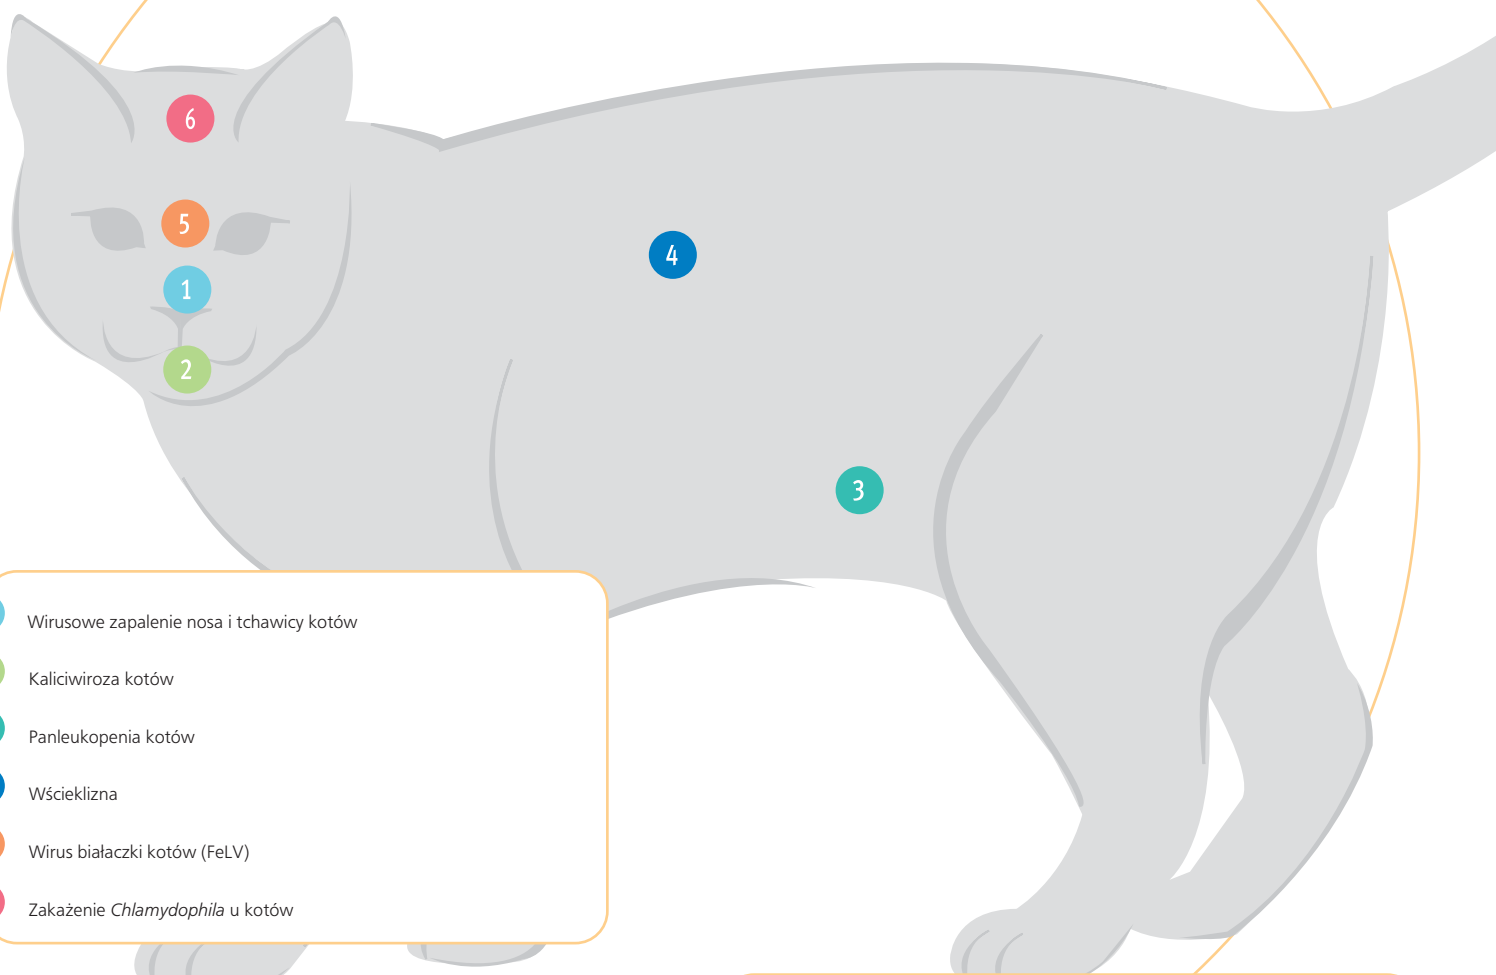 6
5
1
2
4
3
Wirusowe zapalenie nosa i tchawicy kotów
Kaliciwiroza kotów
Panleukopenia kotów
Wścieklizna
Wirus białaczki kotów (FeLV)
Zakażenie Chlamydophila u kotów